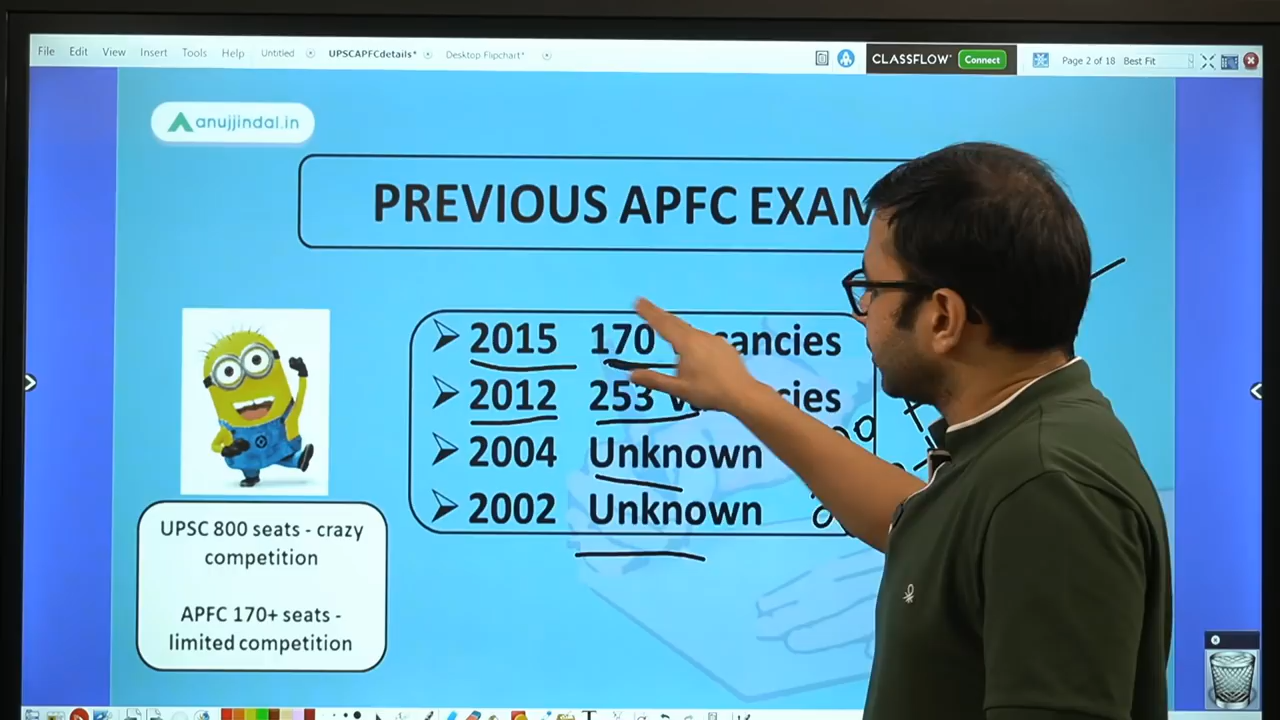 File Edit View Insert Tools Help Untitled UPSCAPFCdetails* Desktop Flipchart* CLASSFLOW Connect Page 2 of 18 Best Fit
anujjindal.in
PREVIOUS APFC EXAM
2015 170 vacancies
2012 253 vacancies
2004 Unknown
2002 Unknown
UPSC 800 seats - crazy
competition
APFC 170+ seats -
limited competition